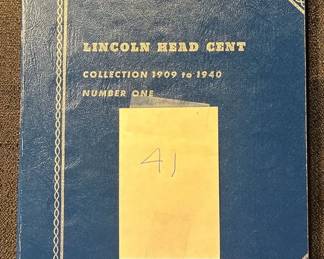 LINCOLN HEAD CENT
COLLECTION 1909 to 1940
NUMBER ONE
41